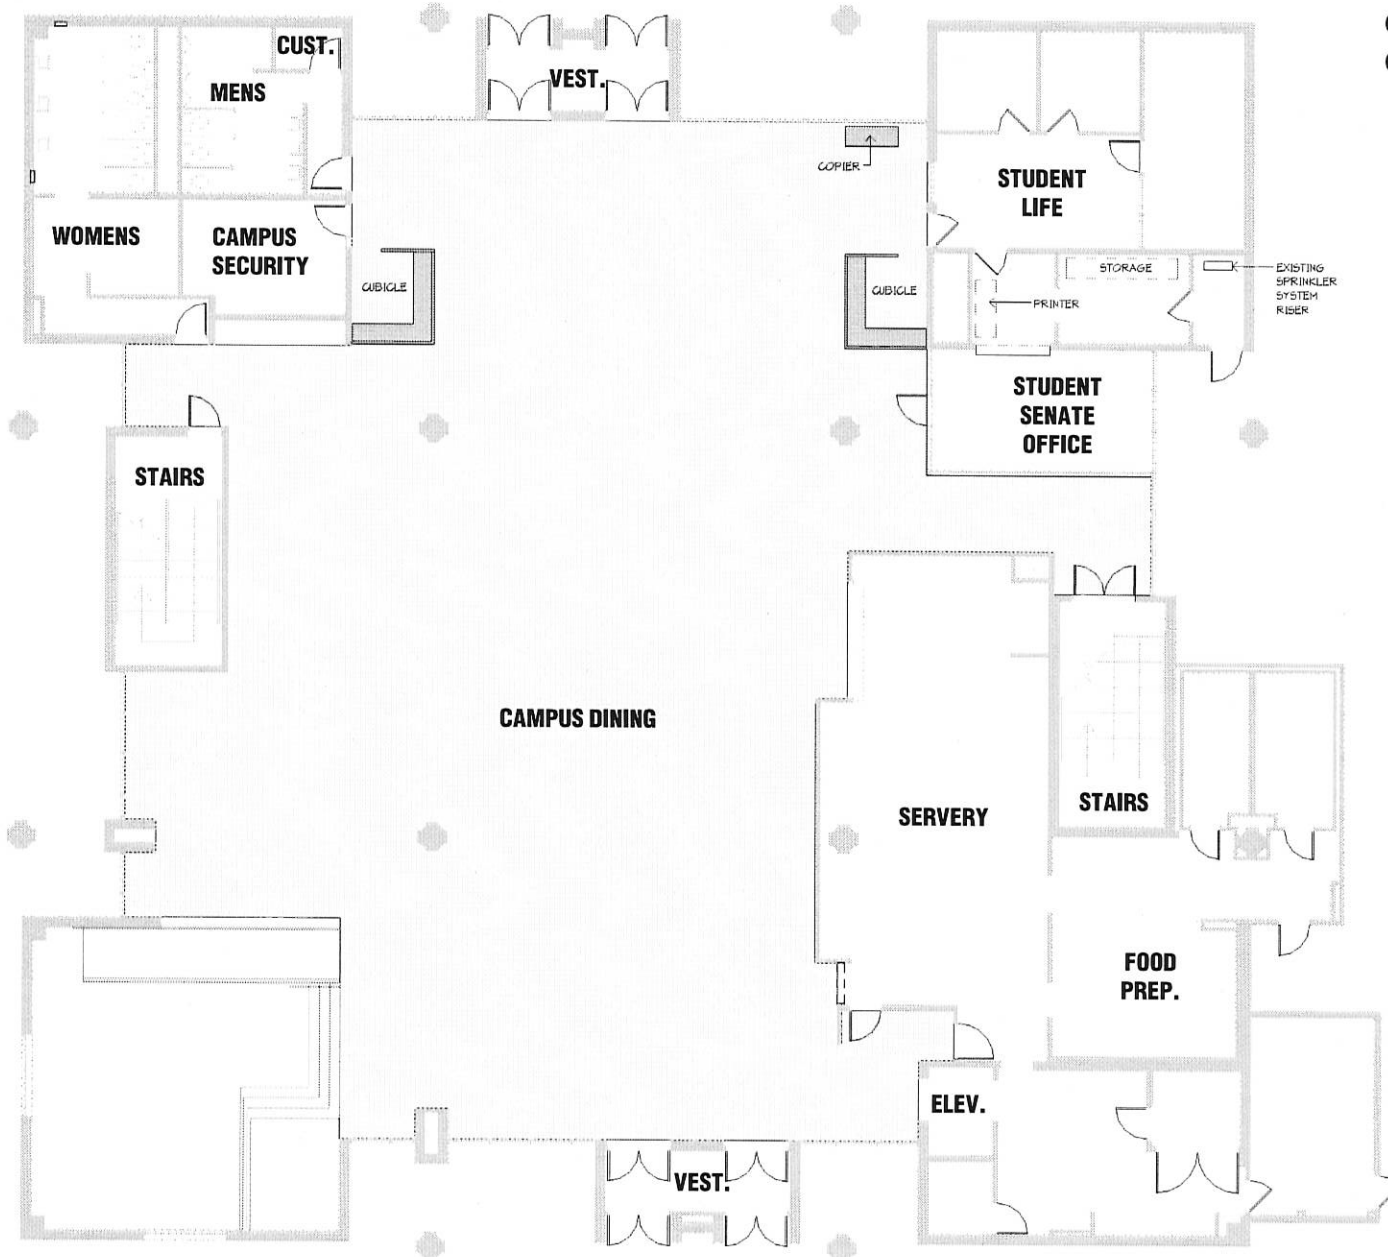 CUST.
VEST.
MENS
COPIER
STUDENT
LIFE
WOMENS
CAMPUS
SECURITY
CUBICLE
CUBICLE
STORAGE
PRINTER
EXISTING
SPRINKLER
SYSTEM
RISER
STUDENT
SENATE
OFFICE
STAIRS
CAMPUS DINING
STAIRS
SERVERY
FOOD
PREP.
ELEV.
VEST.